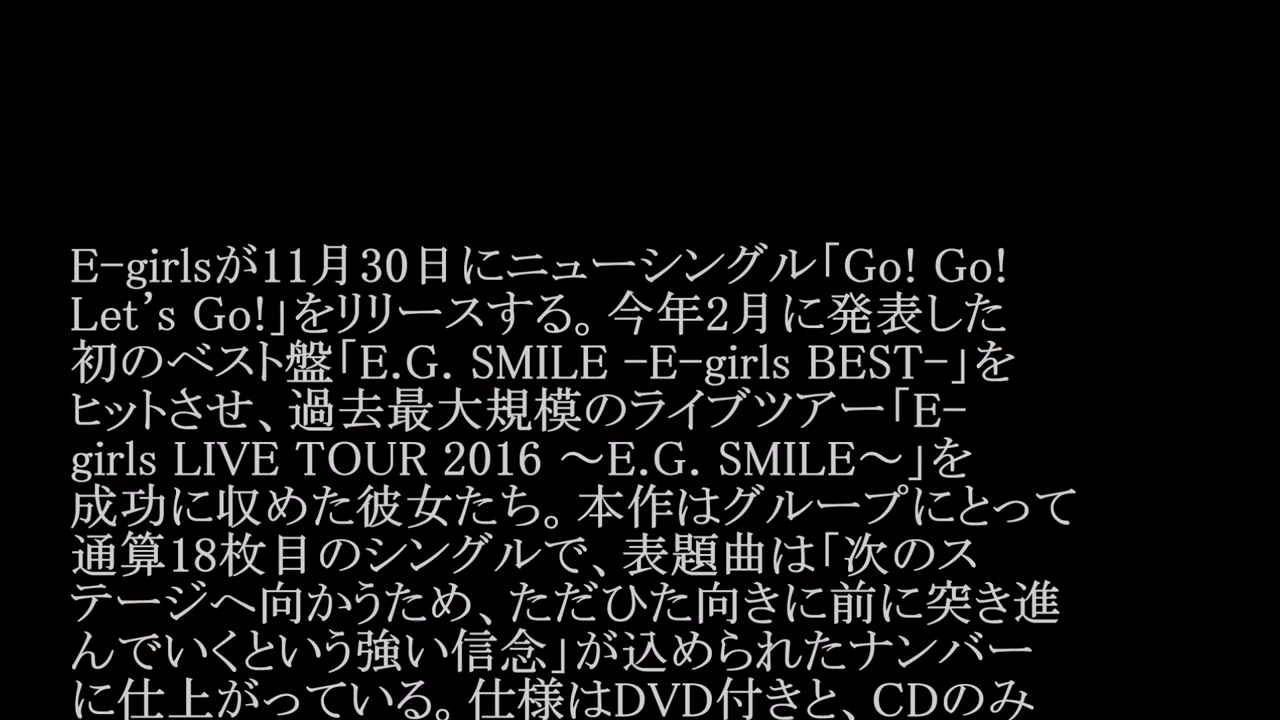 E-girlsが11月30日にニューシングル「Go! Go!
Let's Go!」をリリースする。今年2月に発表した
初のベスト盤「E.G. SMILE -E-girls BEST-」を
ヒットさせ、過去最大規模のライブツアー「E-
girls LIVE TOUR 2016 ～E.G. SMILE～」を
成功に収めた彼女たち。本作はグループにとって
通算18枚目のシングルで、表題曲は「次のス
テージへ向かうため、ただひた向きに前に突き進
んでいくという強い信念」が込められたナンバー
に仕上がっている。仕様はDVD付きと、CDのみ